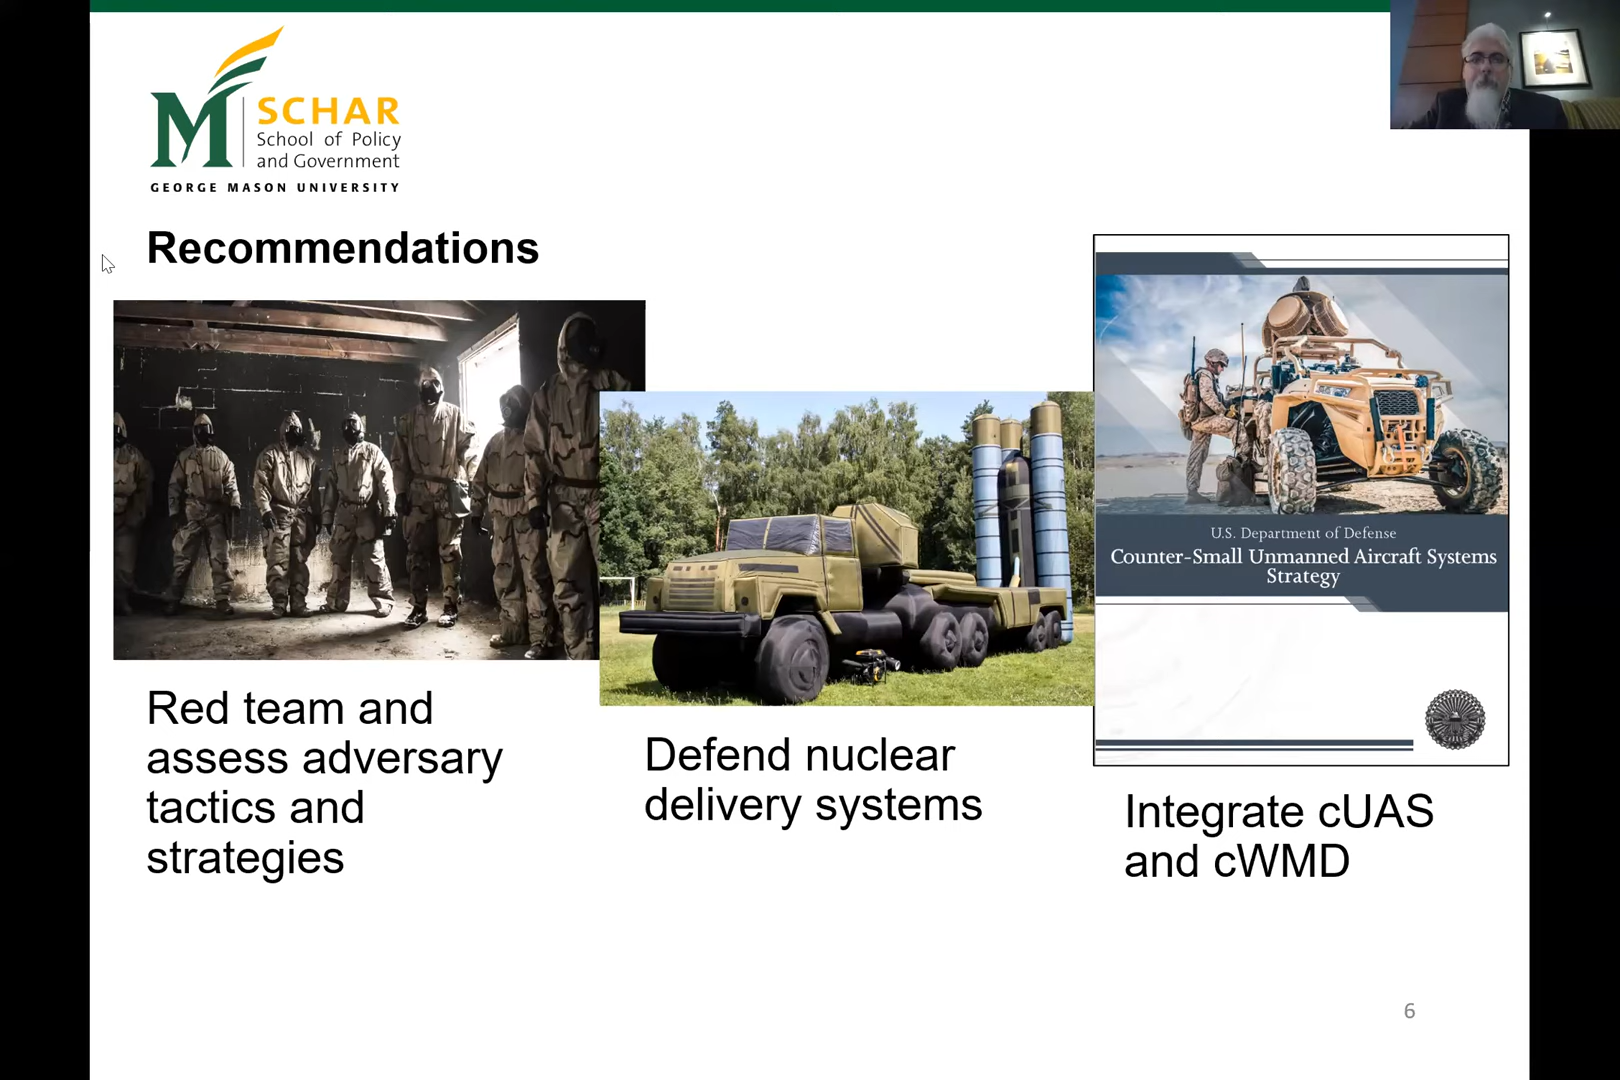 SCHAR
School of Policy
and Government
GEORGE MASON UNIVERSITY
Recommendations
U.S. Department of Defense
Counter-Small Unmanned Aircraft Systems
Strategy
Red team and
assess adversary
tactics and
strategies
Defend nuclear
delivery systems
Integrate cUAS
and cWMD
6